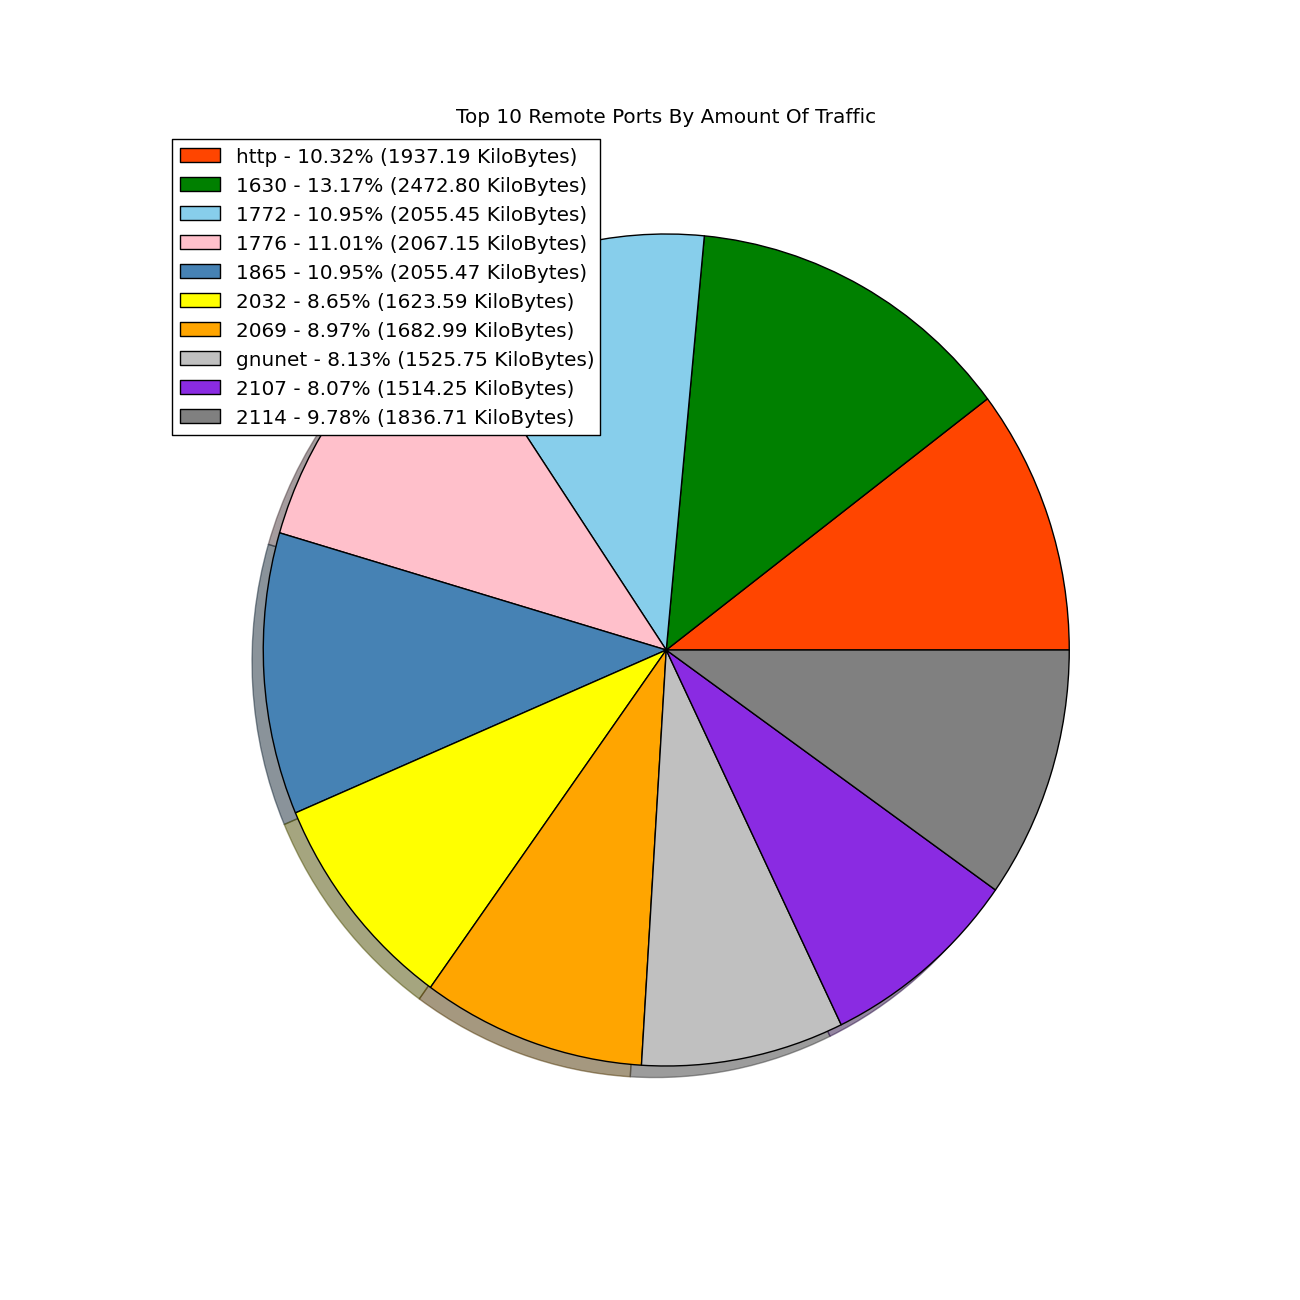 Top 10 Remote Ports By Amount Of Traffic
http - 10.32% (1937.19 KiloBytes)
1630 - 13.17% (2472.80 KiloBytes)
1772 - 10.95% (2055.45 KiloBytes)
1776 - 11.01% (2067.15 KiloBytes)
1865 - 10.95% (2055.47 KiloBytes)
2032 - 8.65% (1623.59 KiloBytes)
2069 - 8.97% (1682.99 KiloBytes)
gnunet - 8.13% (1525.75 KiloBytes)
2107 - 8.07% (1514.25 KiloBytes)
2114 - 9.78% (1836.71 KiloBytes)